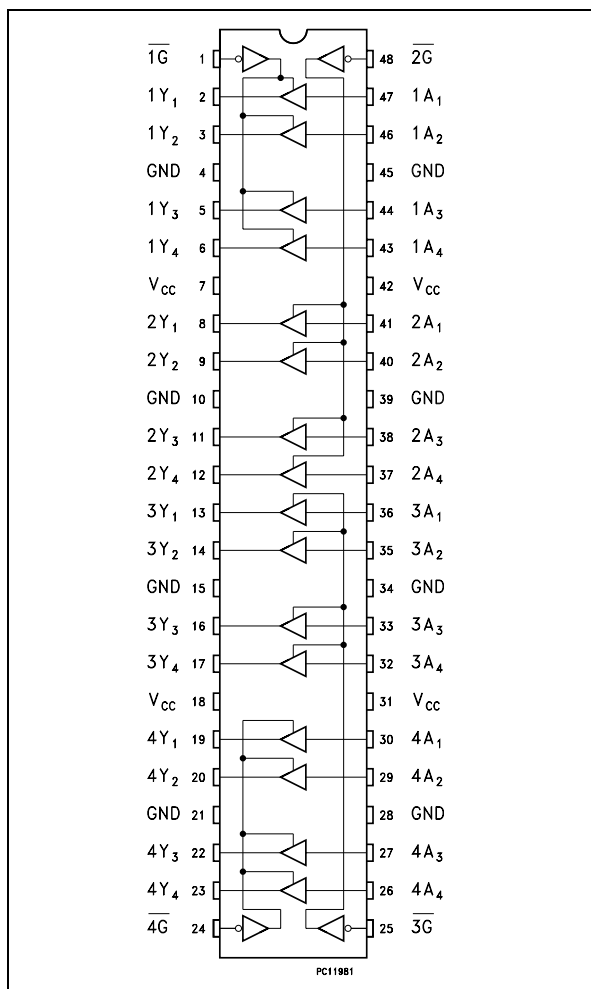 1G 1 48 2G
1Y1 2 47 1A1
1Y2 3 46 1A2
GND 4 45 GND
1Y3 5 44 1A3
1Y4 6 43 1A4
VCC 7 42 VCC
2Y1 8 41 2A1
2Y2 9 40 2A2
GND 10 39 GND
2Y3 11 38 2A3
2Y4 12 37 2A4
3Y1 13 36 3A1
3Y2 14 35 3A2
GND 15 34 GND
3Y3 16 33 3A3
3Y4 17 32 3A4
VCC 18 31 VCC
4Y1 19 30 4A1
4Y2 20 29 4A2
GND 21 28 GND
4Y3 22 27 4A3
4Y4 23 26 4A4
4G 24 25 3G
PC11981